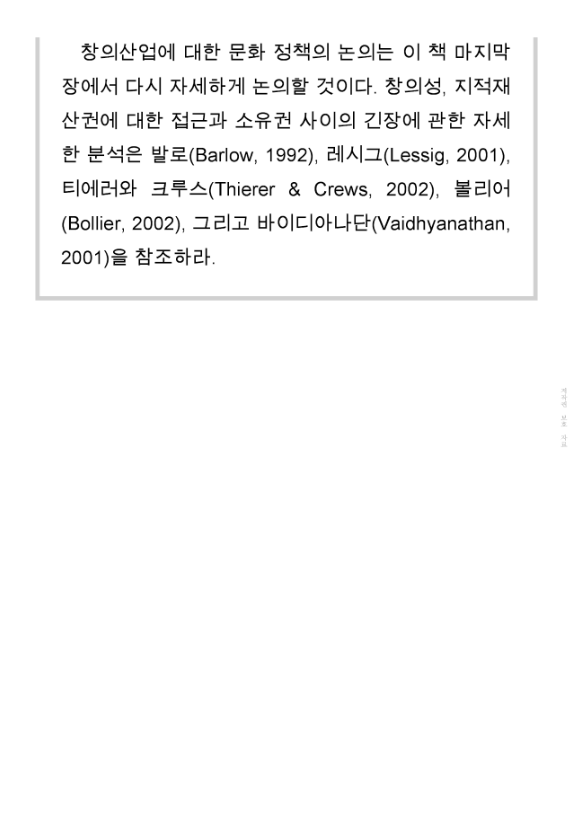 창의산업에 대한 문화 정책의 논의는 이 책 마지막
장에서 다시 자세하게 논의할 것이다. 창의성, 지적재
산권에 대한 접근과 소유권 사이의 긴장에 관한 자세
한 분석은 발로(Barlow, 1992), 레시그(Lessig, 2001),
티에러와 크루스(Thierer & Crews, 2002), 볼리어
(Bollier, 2002), 그리고 바이디아나단(Vaidhyanathan,
2001)을 참조하라.